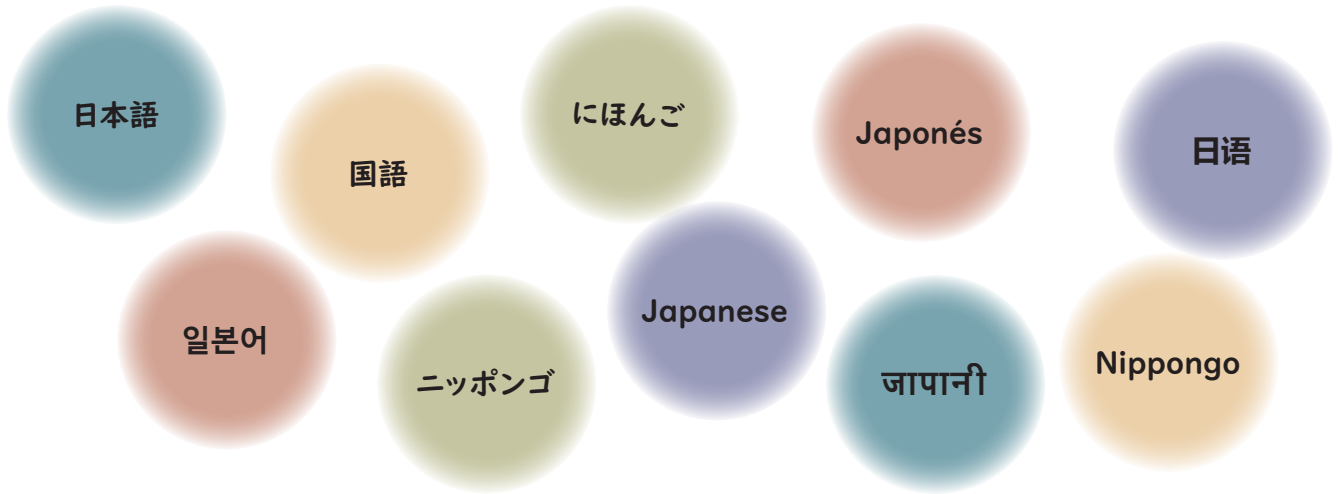 日本語
国語
にほんご
Japonés
日语
일본어
ニッポンゴ
Japanese
जापानी
Nippongo